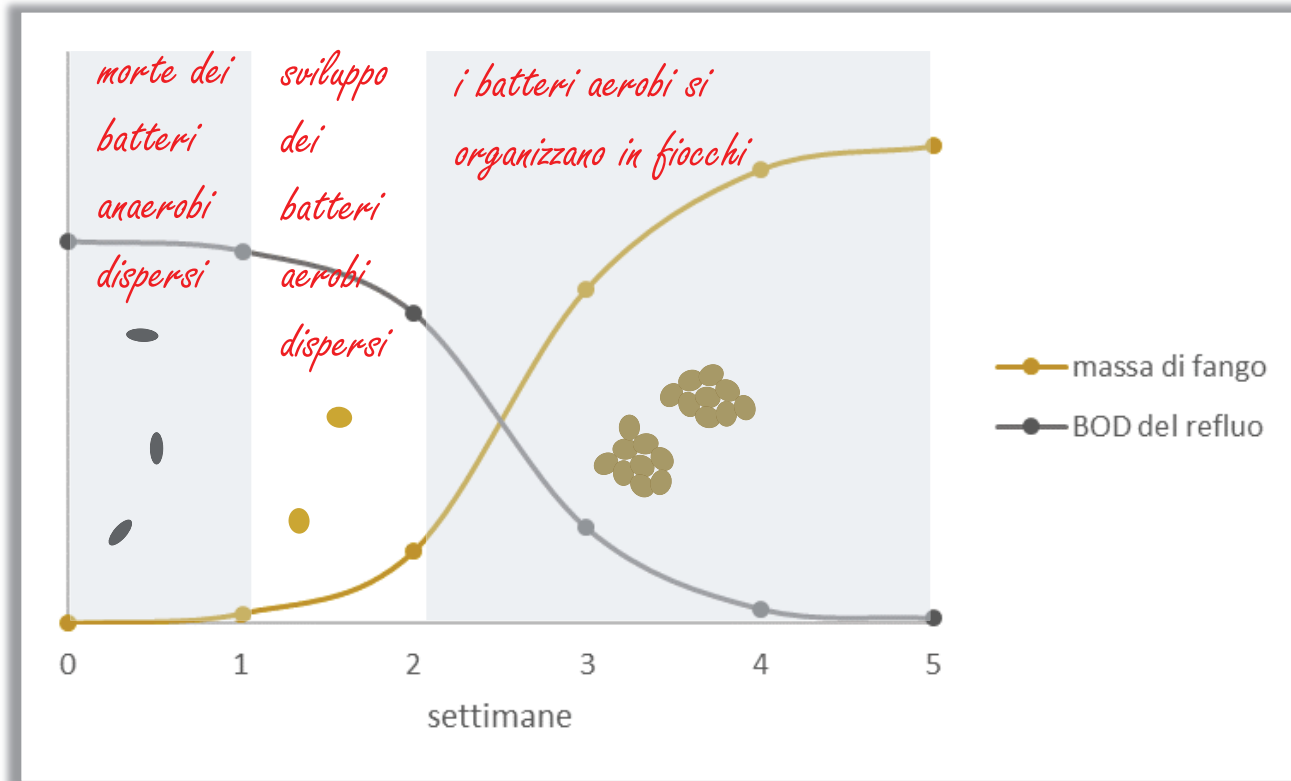 morte dei
batteri
anaerobi
dispersi
sviluppo
dei
batteri
aerobi
dispersi
i batteri aerobi si
organizzano in fiocchi
massa di fango
BOD del refluo
0 1 2 3 4 5
settimane